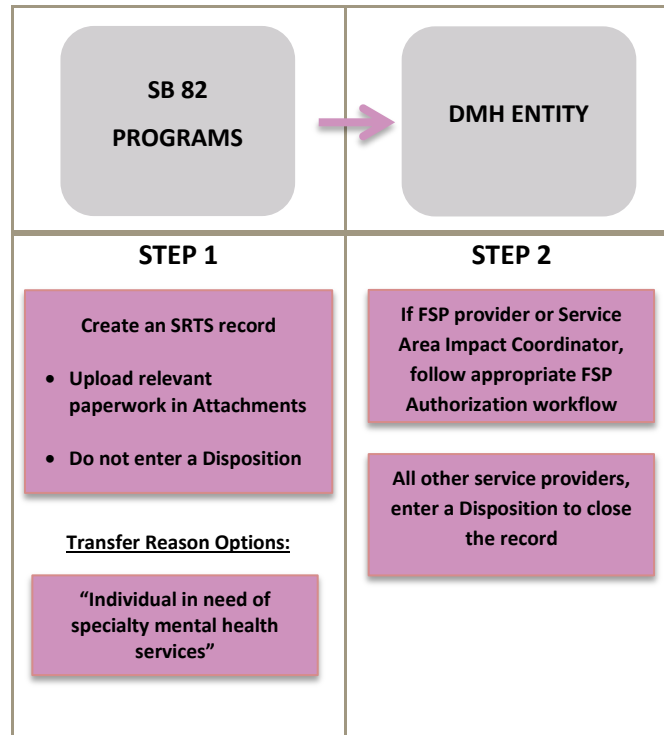 SB 82
PROGRAMS
DMH ENTITY
STEP 1
Create an SRTS record
• Upload relevant
paperwork in Attachments
• Do not enter a Disposition
Transfer Reason Options:
“Individual in need of
specialty mental health
services”
STEP 2
If FSP provider or Service
Area Impact Coordinator,
follow appropriate FSP
Authorization workflow
All other service providers,
enter a Disposition to close
the record